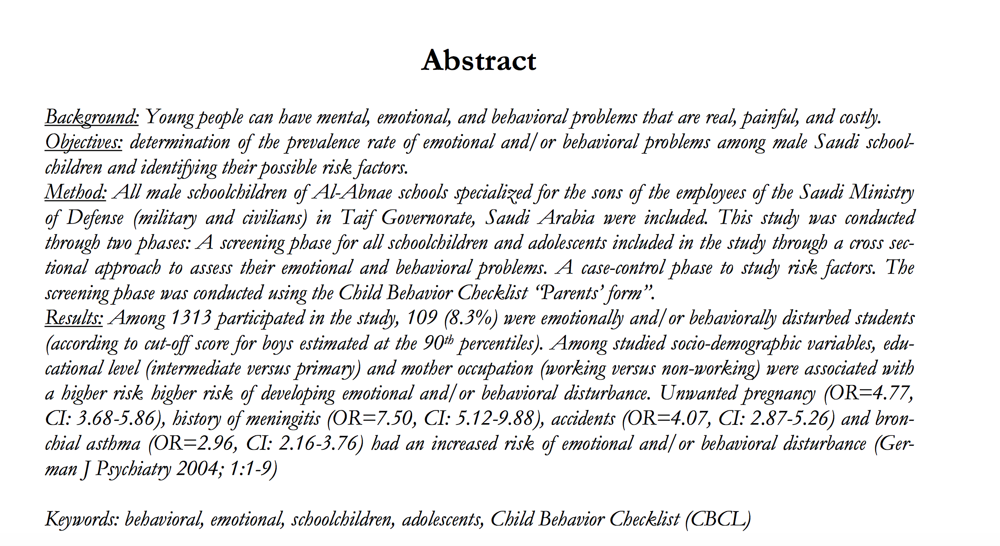 Abstract
Background: Young people can have mental, emotional, and behavioral problems that are real, painful, and costly.
Objectives: determination of the prevalence rate of emotional and/or behavioral problems among male Saudi school-
children and identifying their possible risk factors.
Method: All male schoolchildren of Al-Abnae schools specialized for the sons of the employees of the Saudi Ministry
of Defense (military and civilians) in Taif Governorate, Saudi Arabia were included. This study was conducted
through two phases: A screening phase for all schoolchildren and adolescents included in the study through a cross sec-
tional approach to assess their emotional and behavioral problems. A case-control phase to study risk factors. The
screening phase was conducted using the Child Behavior Checklist “Parents’ form”.
Results: Among 1313 participated in the study, 109 (8.3%) were emotionally and/or behaviorally disturbed students
(according to cut-off score for boys estimated at the 90th percentiles). Among studied socio-demographic variables, edu-
cational level (intermediate versus primary) and mother occupation (working versus non-working) were associated with
a higher risk higher risk of developing emotional and/or behavioral disturbance. Unwanted pregnancy (OR=4.77,
CI: 3.68-5.86), history of meningitis (OR=7.50, CI: 5.12-9.88), accidents (OR=4.07, CI: 2.87-5.26) and bron-
chial asthma (OR=2.96, CI: 2.16-3.76) had an increased risk of emotional and/or behavioral disturbance (Ger-
man J Psychiatry 2004; 1:1-9)
Keywords: behavioral, emotional, schoolchildren, adolescents, Child Behavior Checklist (CBCL)